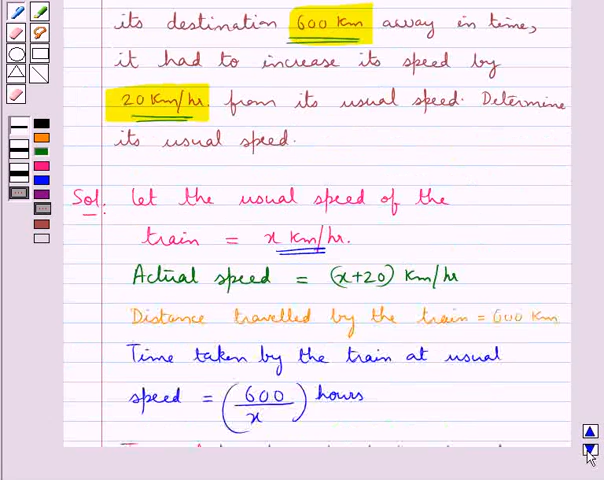 its destination 600 Km away in time,
it had to increase its speed by
20 Km/hr. from its usual speed. Determine
its usual speed.
Sol. Let the usual speed of the
train = x Km/hr.
Actual speed = (x+20) Km/hr
Distance travelled by the train = 600 Km
Time taken by the train at usual
speed = (600/x) hours